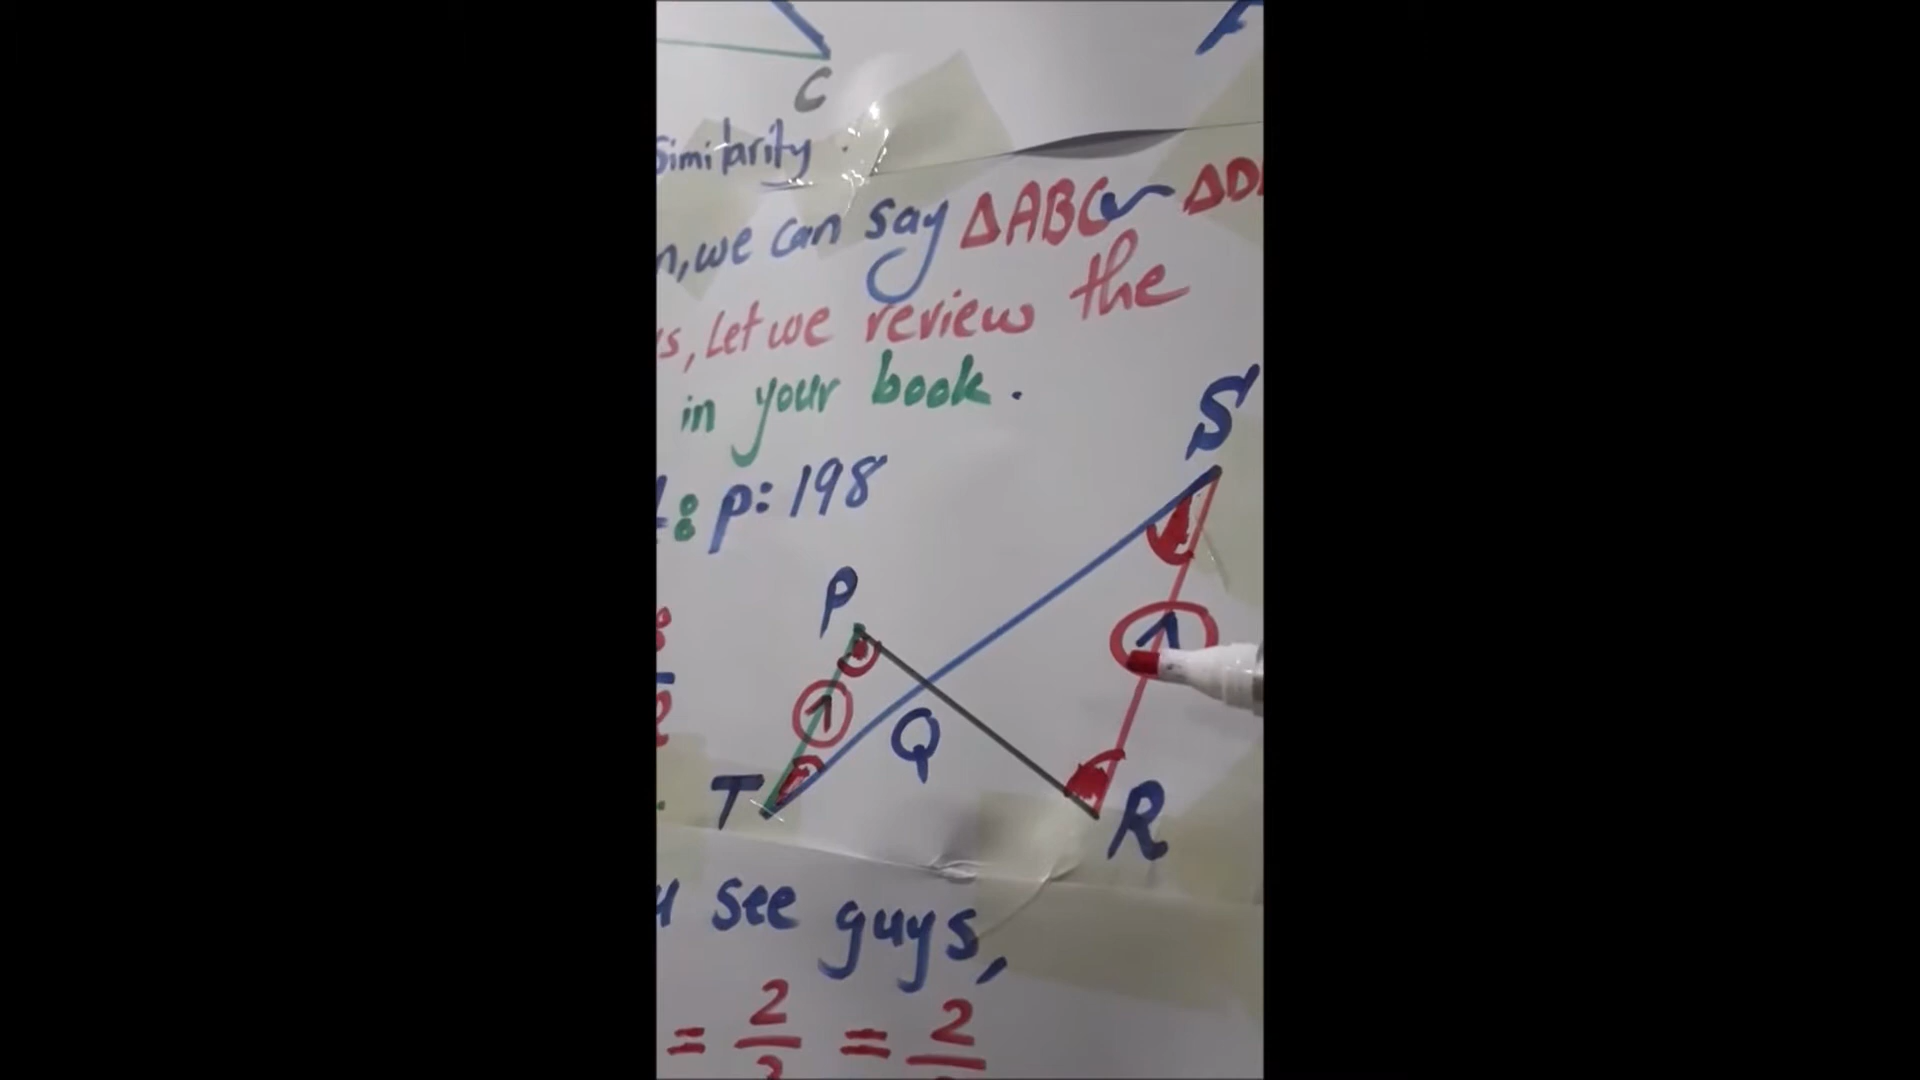 C
Similarity.
we can say ΔABC ~ ΔD
, Let we review the
in your book.
p: 198
S
P
Q
T
R
see guys,
= 2/ = 2/